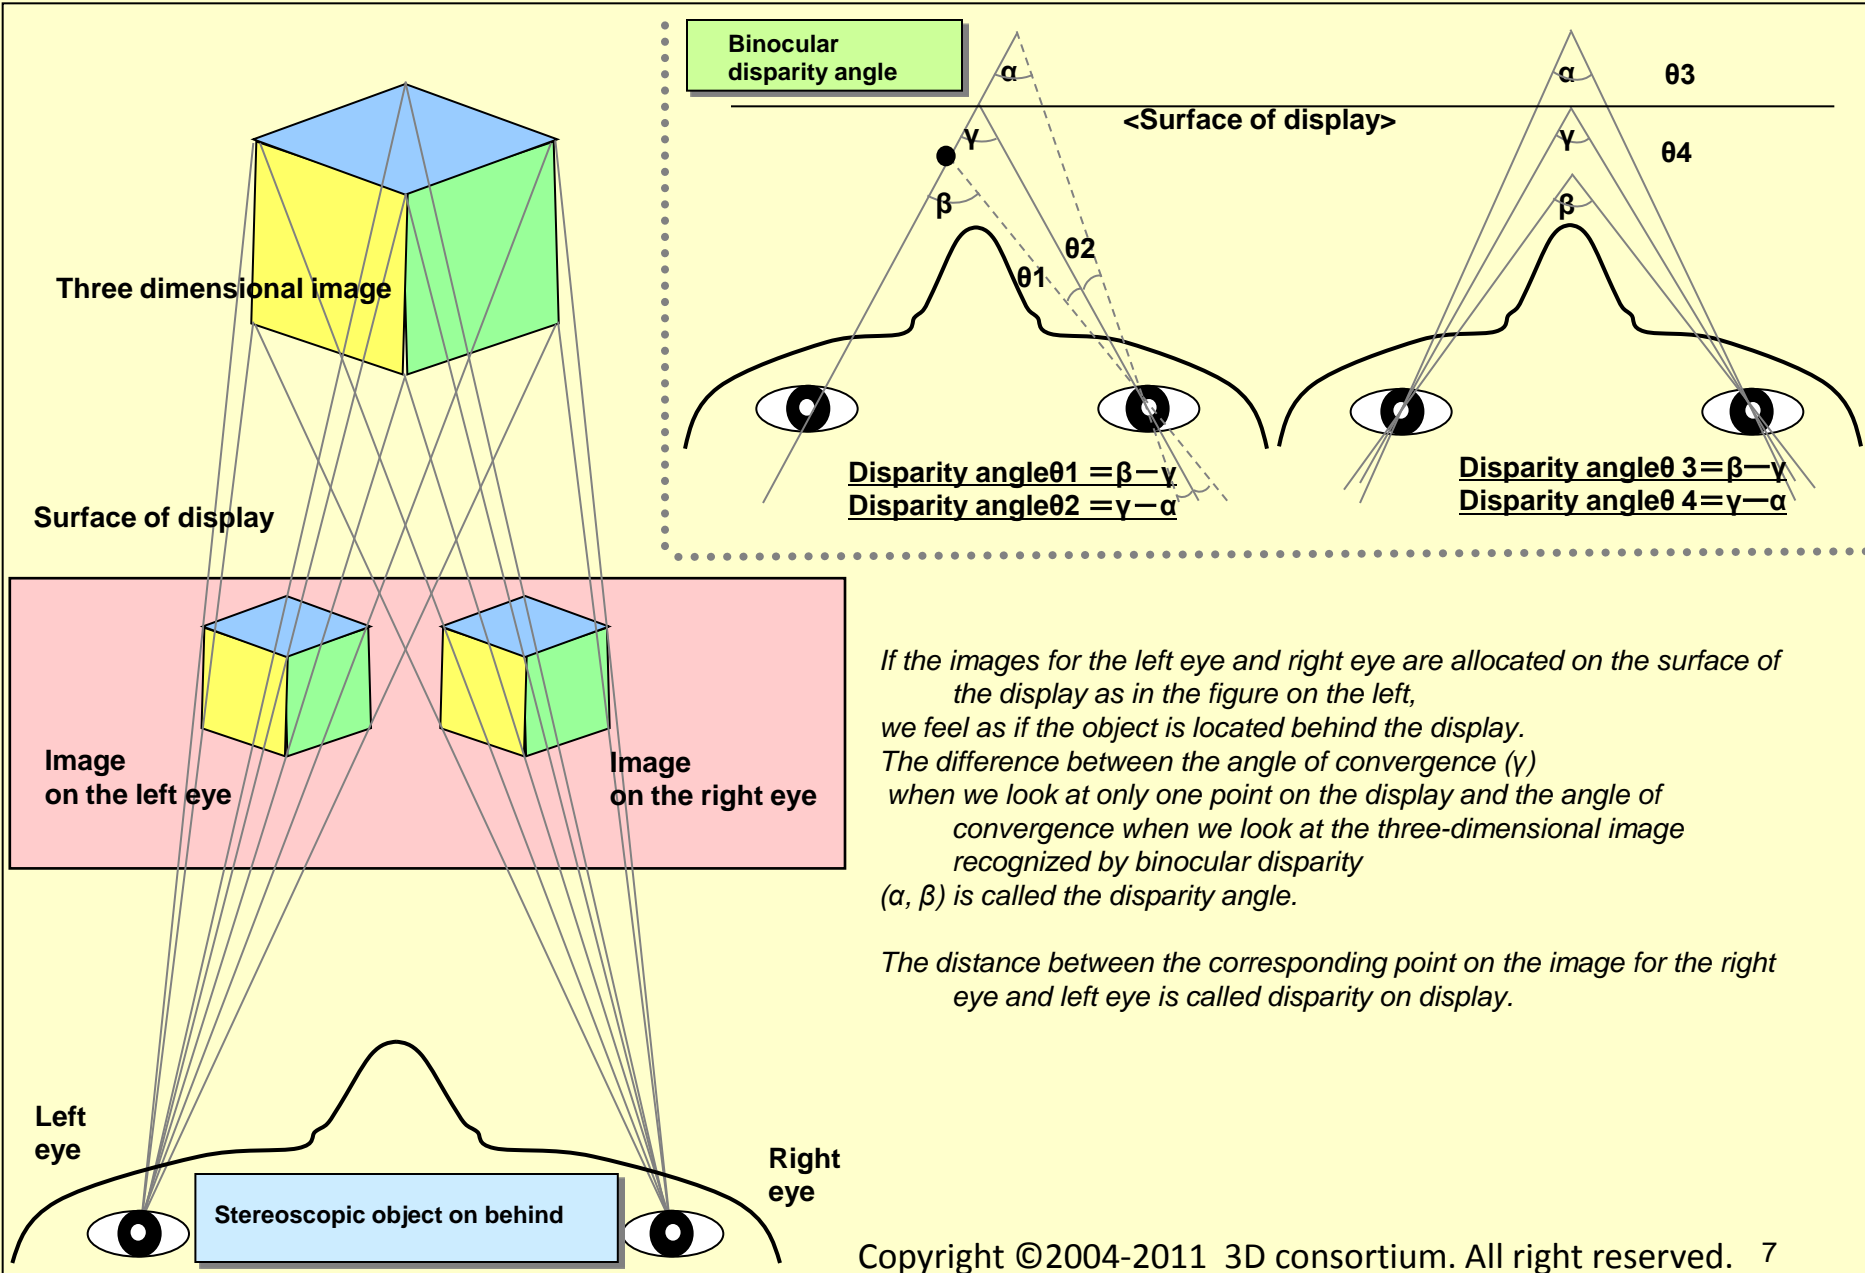 Binocular
disparity angle
α
γ
β
θ1
θ2
<Surface of display>
α
γ
β
θ3
θ4
Disparity angleθ1 =β-γ
Disparity angleθ2 =γ-α
Disparity angleθ 3=β-γ
Disparity angleθ 4=γ-α
Three dimensional image
Surface of display
Image
on the left eye
Image
on the right eye
If the images for the left eye and right eye are allocated on the surface of
the display as in the figure on the left,
we feel as if the object is located behind the display.
The difference between the angle of convergence (γ)
when we look at only one point on the display and the angle of
convergence when we look at the three-dimensional image
recognized by binocular disparity
(α, β) is called the disparity angle.
The distance between the corresponding point on the image for the right
eye and left eye is called disparity on display.
Left
eye
Right
eye
Stereoscopic object on behind
Copyright ©2004-2011 3D consortium. All right reserved. 7